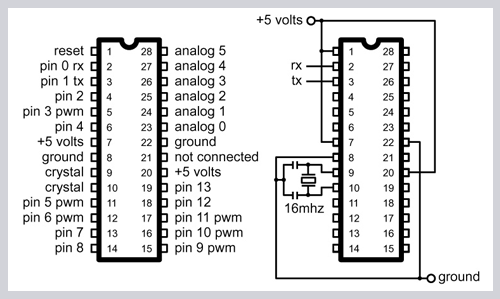 +5 volts
reset 1 28 analog 5 1 28
pin 0 rx 2 27 analog 4 rx 2 27
pin 1 tx 3 26 analog 3 tx 3 26
pin 2 4 25 analog 2 4 25
pin 3 pwm 5 24 analog 1 5 24
pin 4 6 23 analog 0 6 23
+5 volts 7 22 ground 7 22
ground 8 21 not connected 8 21
crystal 9 20 +5 volts 9 20
crystal 10 19 pin 13 10 19
pin 5 pwm 11 18 pin 12 16mhz 11 18
pin 6 pwm 12 17 pin 11 pwm 12 17
pin 7 13 16 pin 10 pwm 13 16
pin 8 14 15 pin 9 pwm 14 15
ground